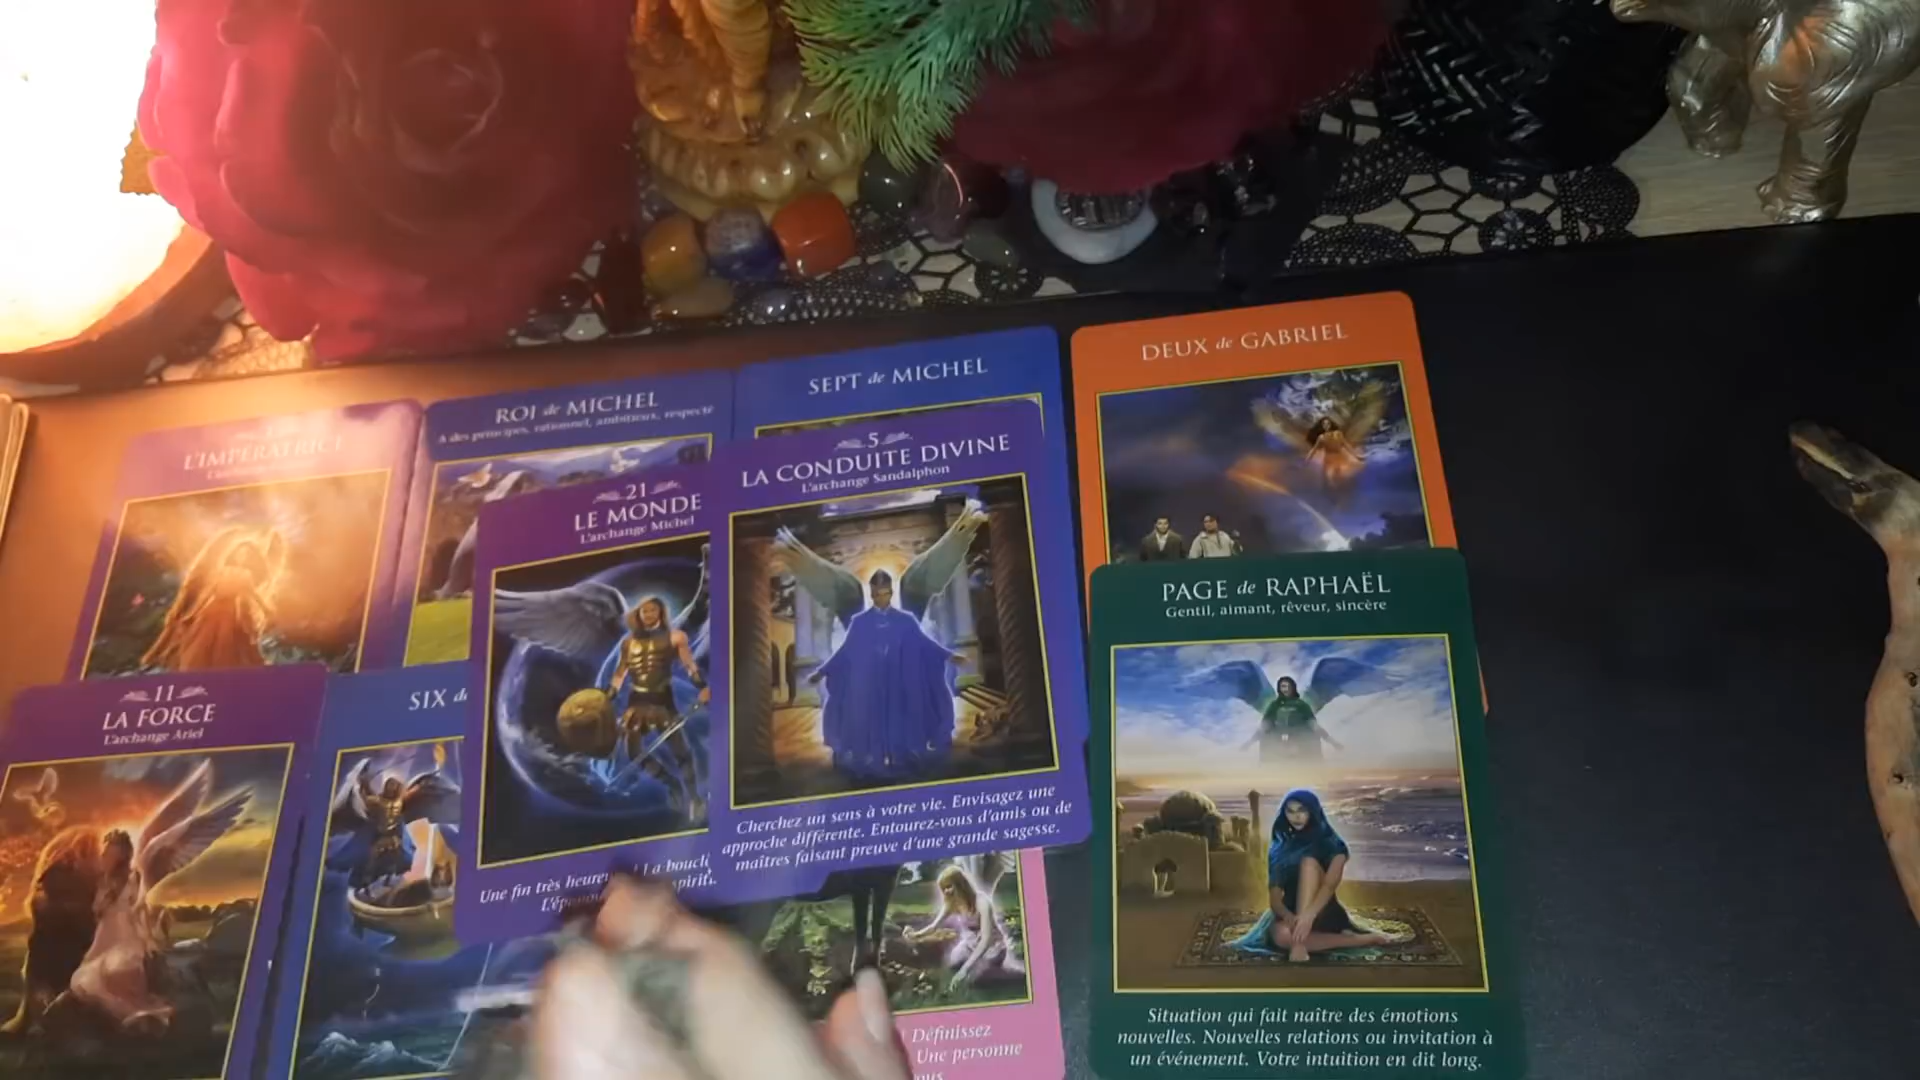 DEUX de GABRIEL
SEPT de MICHEL
ROI de MICHEL
A des principes, rationnel, ambitieux, respecté
L'IMPÉRATRICE
5
LA CONDUITE DIVINE
L'archange Sandalphon
21
LE MONDE
L'archange Michel
PAGE de RAPHAËL
Gentil, aimant, rêveur, sincère
11
LA FORCE
L'archange Ariel
SIX
Cherchez un sens à votre vie. Envisagez une
approche différente. Entourez-vous d'amis ou de
maîtres faisant preuve d'une grande sagesse.
Une fin très
La
Situation qui fait naître des émotions
nouvelles. Nouvelles relations ou invitation à
un événement. Votre intuition en dit long.
Définissez
Une personne